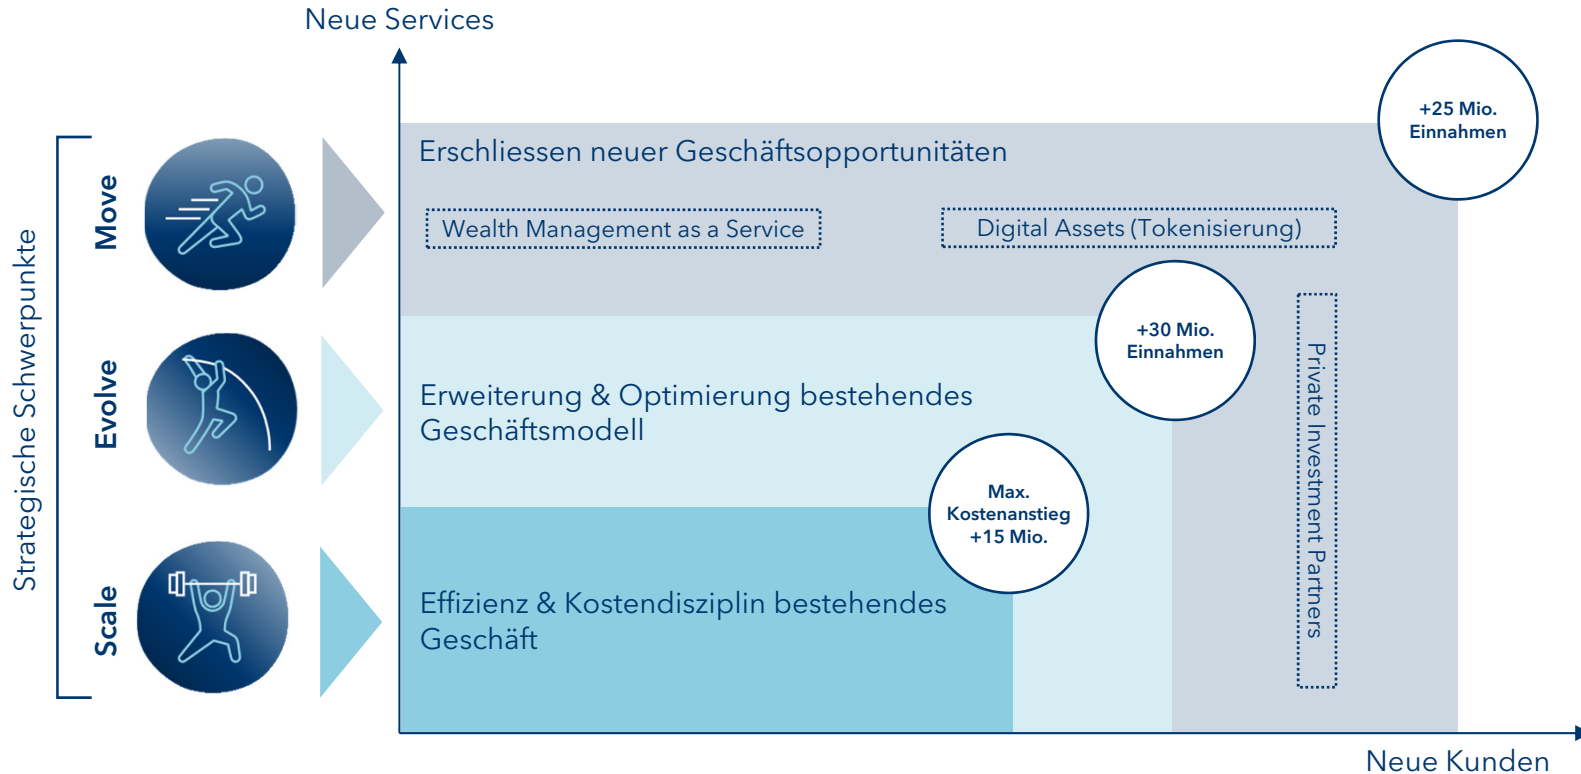 Neue Services
Strategische Schwerpunkte
Move
Erschliessen neuer Geschäftsopportunitäten
+25 Mio.
Einnahmen
Wealth Management as a Service
Digital Assets (Tokenisierung)
Private Investment Partners
Evolve
Erweiterung & Optimierung bestehendes
Geschäftsmodell
+30 Mio.
Einnahmen
Scale
Effizienz & Kostendisziplin bestehendes
Geschäft
Max.
Kostenanstieg
+15 Mio.
Neue Kunden